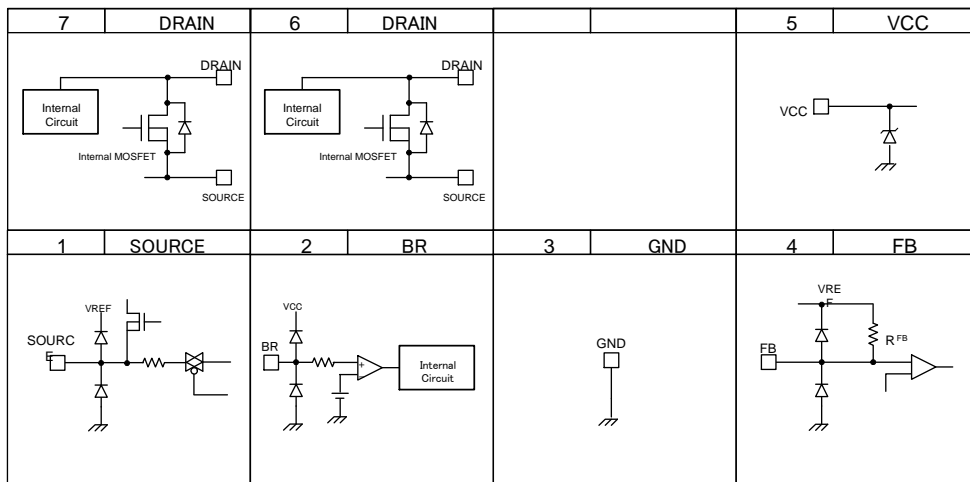 7 DRAIN 6 DRAIN 5 VCC
DRAIN
Internal
Circuit
Internal MOSFET
SOURCE
DRAIN
Internal
Circuit
Internal MOSFET
SOURCE
VCC
1 SOURCE 2 BR 3 GND 4 FB
VREF
SOURC
E
VCC
BR
+
-
Internal
Circuit
GND
VRE
F
RFB
FB